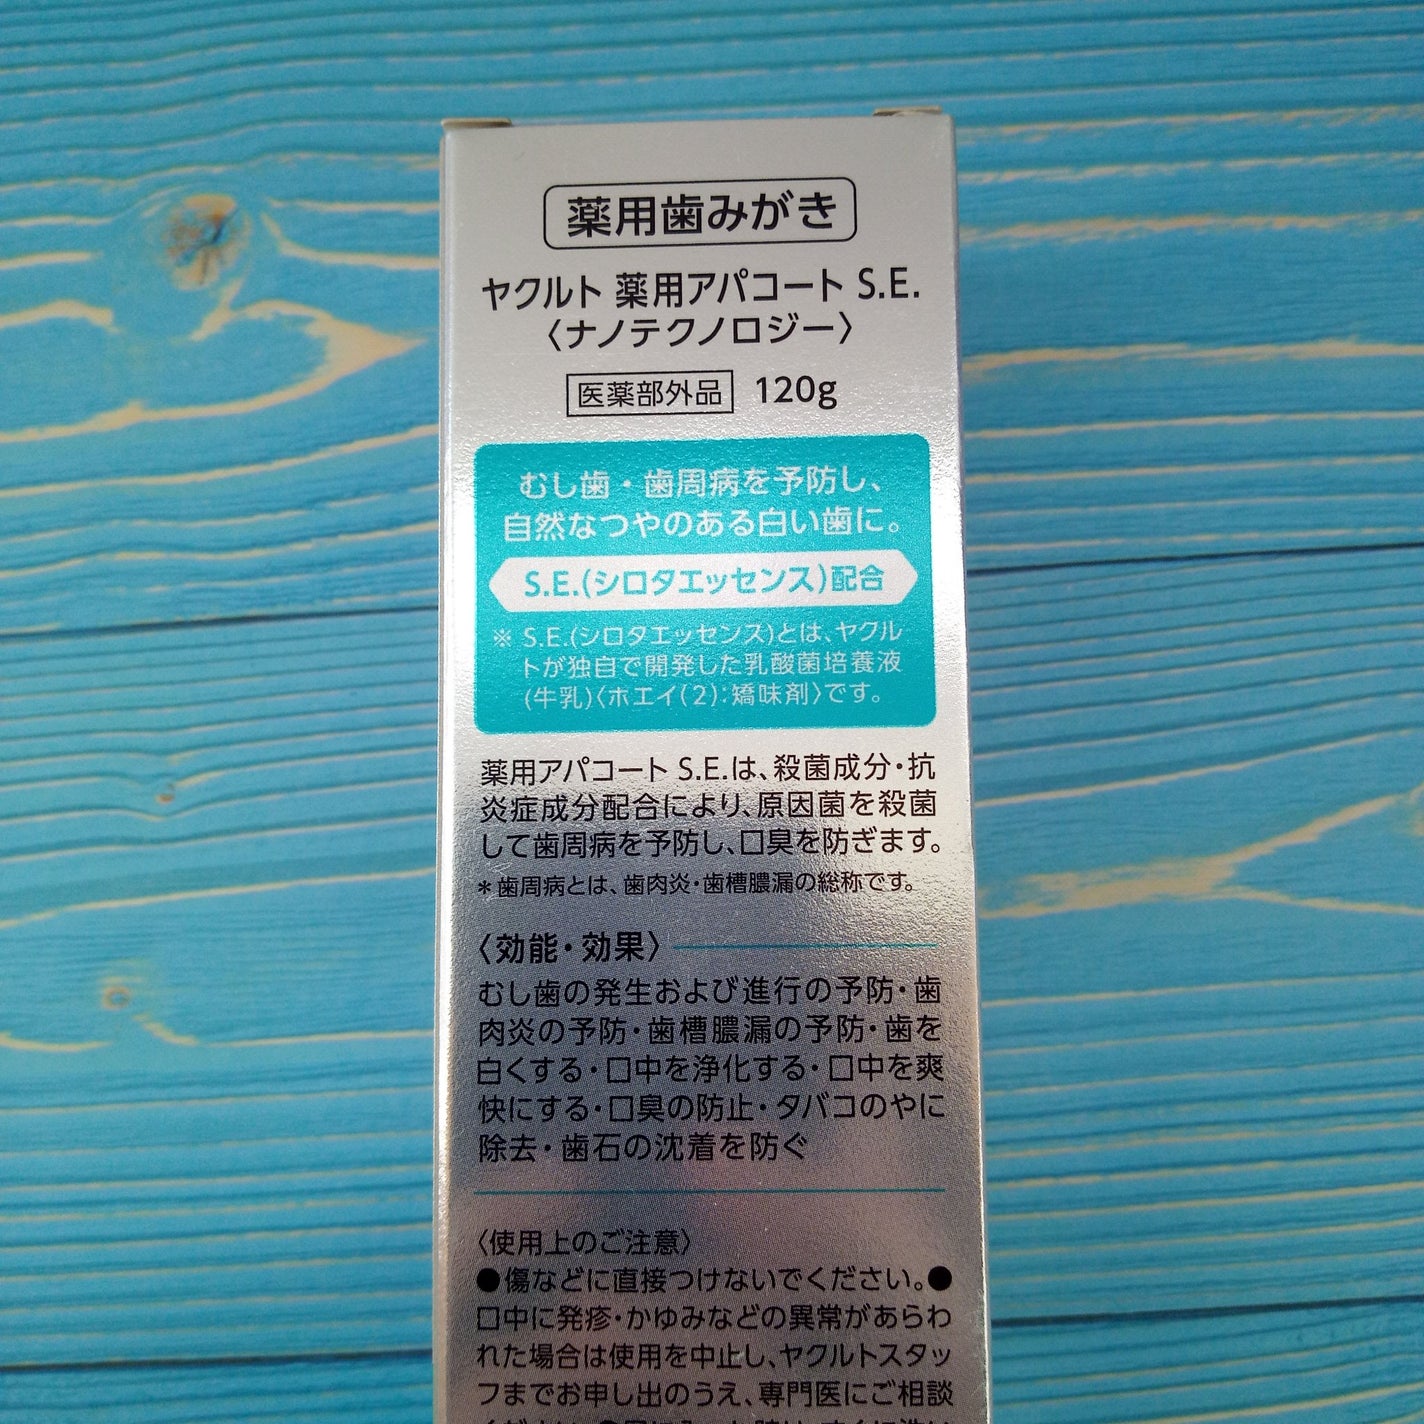 薬用歯みがき
ヤクルト 薬用アパコート S.E.
〈ナノテクノロジー〉
医薬部外品 120g
むし歯・歯周病を予防し、
自然なつやのある白い歯に。
S.E.(シロタエッセンス)配合
※ S.E.(シロタエッセンス)とは、ヤクル
トが独自で開発した乳酸菌培養液
(牛乳)〈ホエイ(2):矯味剤〉です。
薬用アパコート S.E.は、殺菌成分・抗
炎症成分配合により、原因菌を殺菌
して歯周病を予防し、口臭を防ぎます。
*歯周病とは、歯肉炎・歯槽膿漏の総称です。
〈効能・効果〉
むし歯の発生および進行の予防・歯
肉炎の予防・歯槽膿漏の予防・歯を
白くする・口中を浄化する・口中を爽
快にする・口臭の防止・タバコのやに
除去・歯石の沈着を防ぐ
〈使用上のご注意〉
●傷などに直接つけないでください。●
口中に発疹・かゆみなどの異常があらわ
れた場合は使用を中止し、ヤクルトスタッ
フまでお申し出のうえ、専門医にご相談